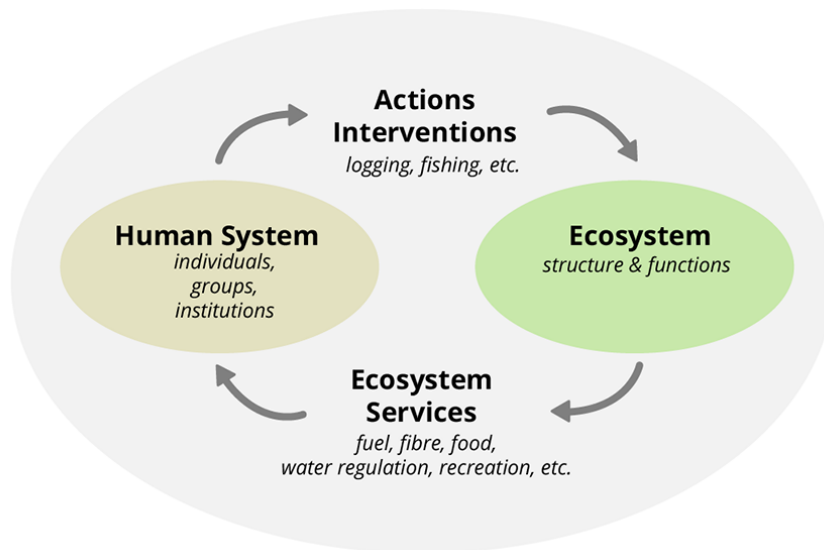 Actions
Interventions
logging, fishing, etc.
Human System
individuals,
groups,
institutions
Ecosystem
structure & functions
Ecosystem
Services
fuel, fibre, food,
water regulation, recreation, etc.